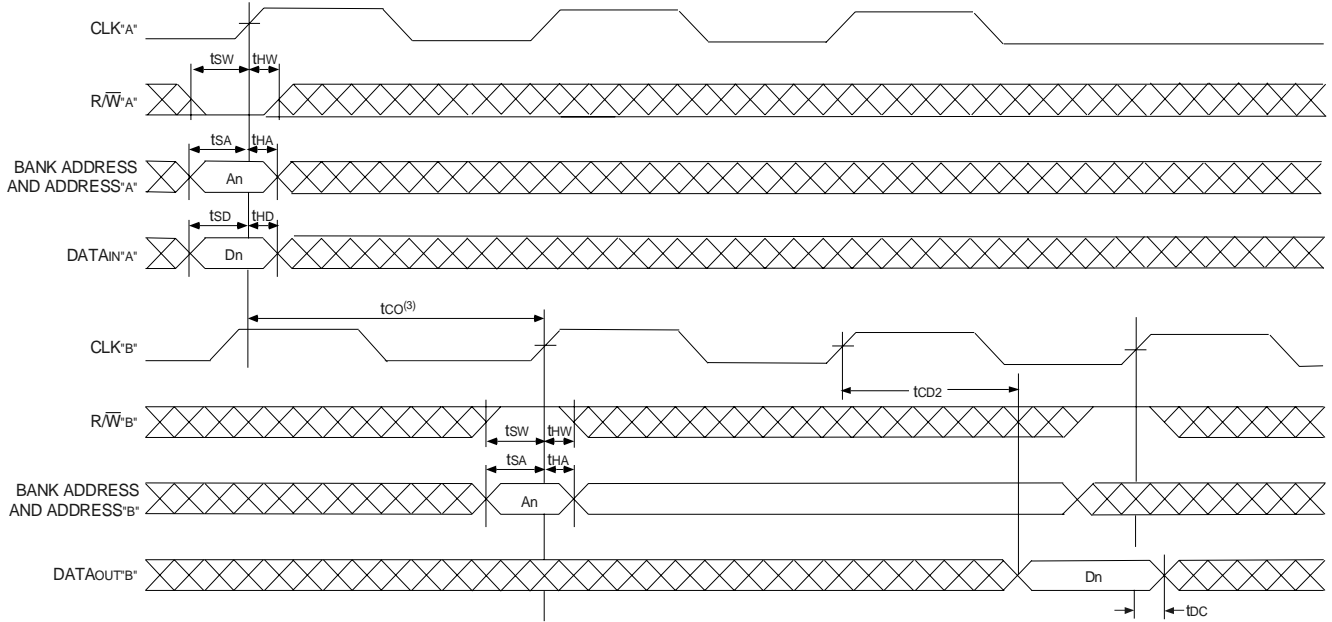 CLK"A"
tSW tHW
R/W̅"A"
tSA tHA
BANK ADDRESS
AND ADDRESS"A"
An
tSD tHD
DATAIN"A"
Dn
tCO(3)
CLK"B"
tCD2
R/W̅"B"
tSW tHW
tSA tHA
BANK ADDRESS
AND ADDRESS"B"
An
DATAOUT"B"
Dn
tDC